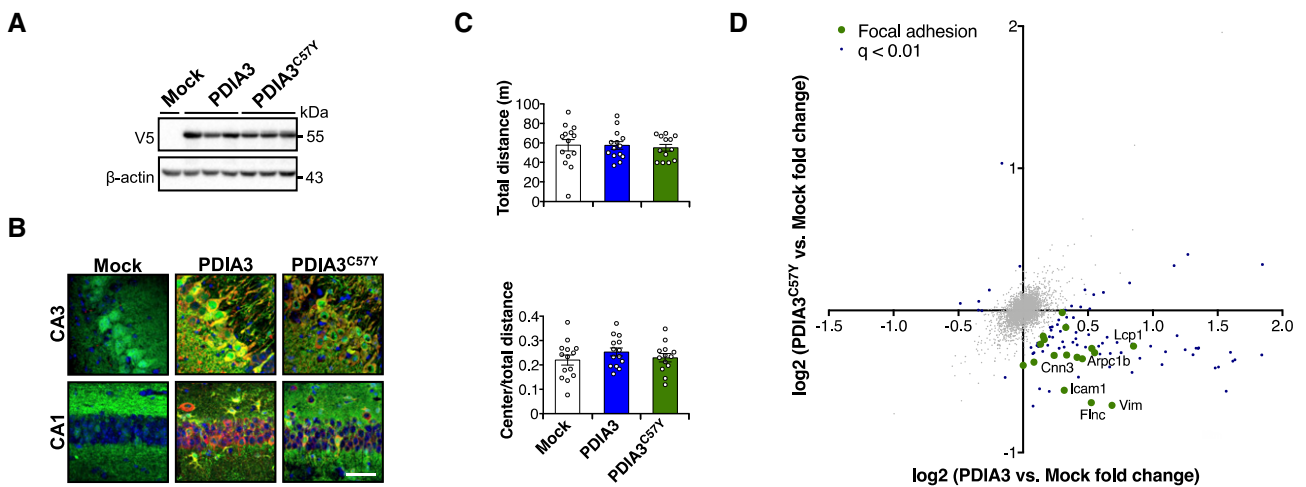 A
Mock
PDIA3
PDIA3C57Y
kDa
V5
55
β-actin
43
B
Mock
PDIA3
PDIA3C57Y
CA3
CA1
C
Total distance (m)
100
80
60
40
20
0
Center/total distance
0.4
0.3
0.2
0.1
0
Mock
PDIA3
PDIA3C57Y
D
Focal adhesion
q < 0.01
log2 (PDIA3C57Y vs. Mock fold change)
2
1
-1
-1.5
-1.0
-0.5
0.5
1.0
1.5
2.0
Lcp1
Arpc1b
Cnn3
Icam1
Flnc
Vim
log2 (PDIA3 vs. Mock fold change)